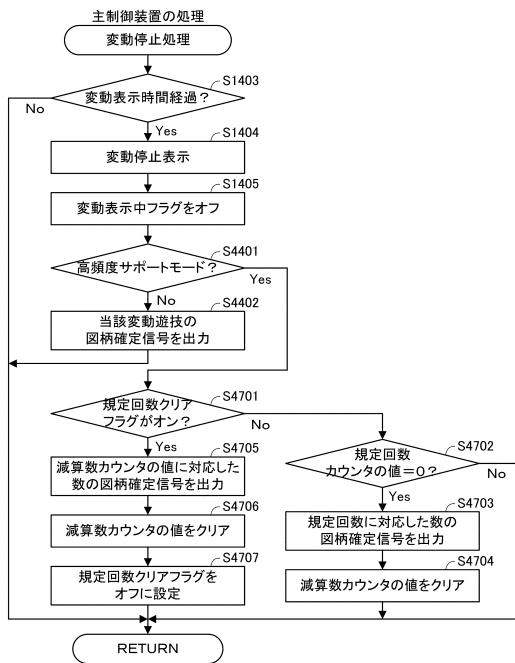 主制御装置の処理
変動停止処理
S1403
変動表示時間経過？
No
Yes
S1404
変動停止表示
S1405
変動表示中フラグをオフ
S4401
高頻度サポートモード？
Yes
No
S4402
当該変動遊技の
図柄確定信号を出力
S4701
規定回数クリア
フラグがオン？
No
Yes
S4702
規定回数
カウンタの値＝０？
No
Yes
S4705
減算数カウンタの値に対応した
数の図柄確定信号を出力
S4703
規定回数に対応した数の
図柄確定信号を出力
S4706
減算数カウンタの値をクリア
S4704
減算数カウンタの値をクリア
S4707
規定回数クリアフラグを
オフに設定
RETURN